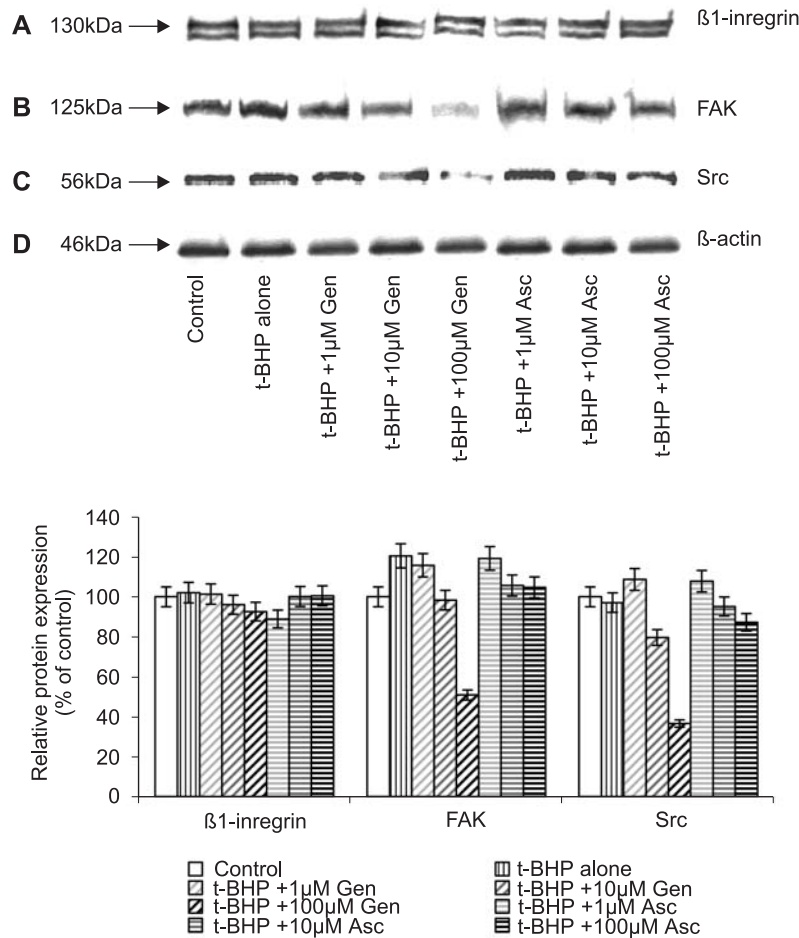 A 130kDa ß1-inregrin
B 125kDa FAK
C 56kDa Src
D 46kDa ß-actin
Control
t-BHP alone
t-BHP +1µM Gen
t-BHP +10µM Gen
t-BHP +100µM Gen
t-BHP +1µM Asc
t-BHP +10µM Asc
t-BHP +100µM Asc
Relative protein expression
(% of control)
140
120
100
80
60
40
20
0
ß1-inregrin FAK Src
Control t-BHP alone
t-BHP +1µM Gen t-BHP +10µM Gen
t-BHP +100µM Gen t-BHP +1µM Asc
t-BHP +10µM Asc t-BHP +100µM Asc